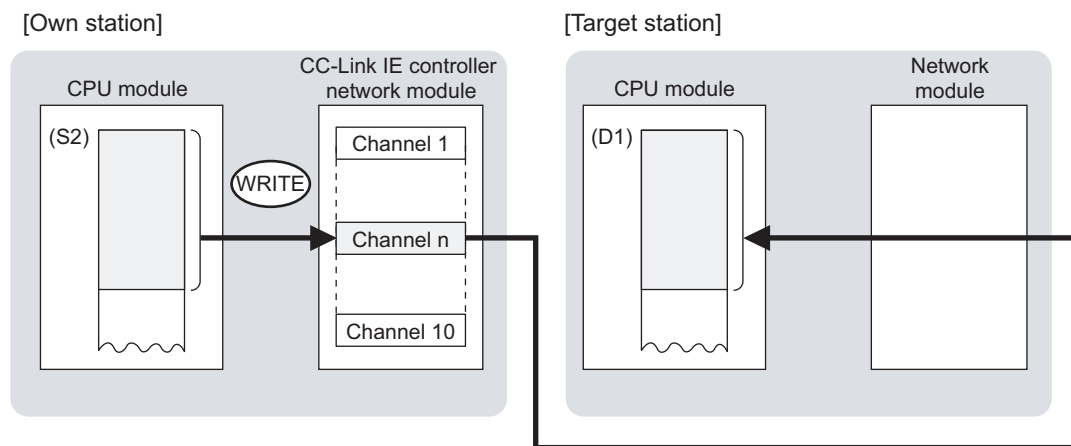 [Own station]
CPU module
CC-Link IE controller
network module
(S2)
WRITE
Channel 1
Channel n
Channel 10
[Target station]
CPU module
Network
module
(D1)